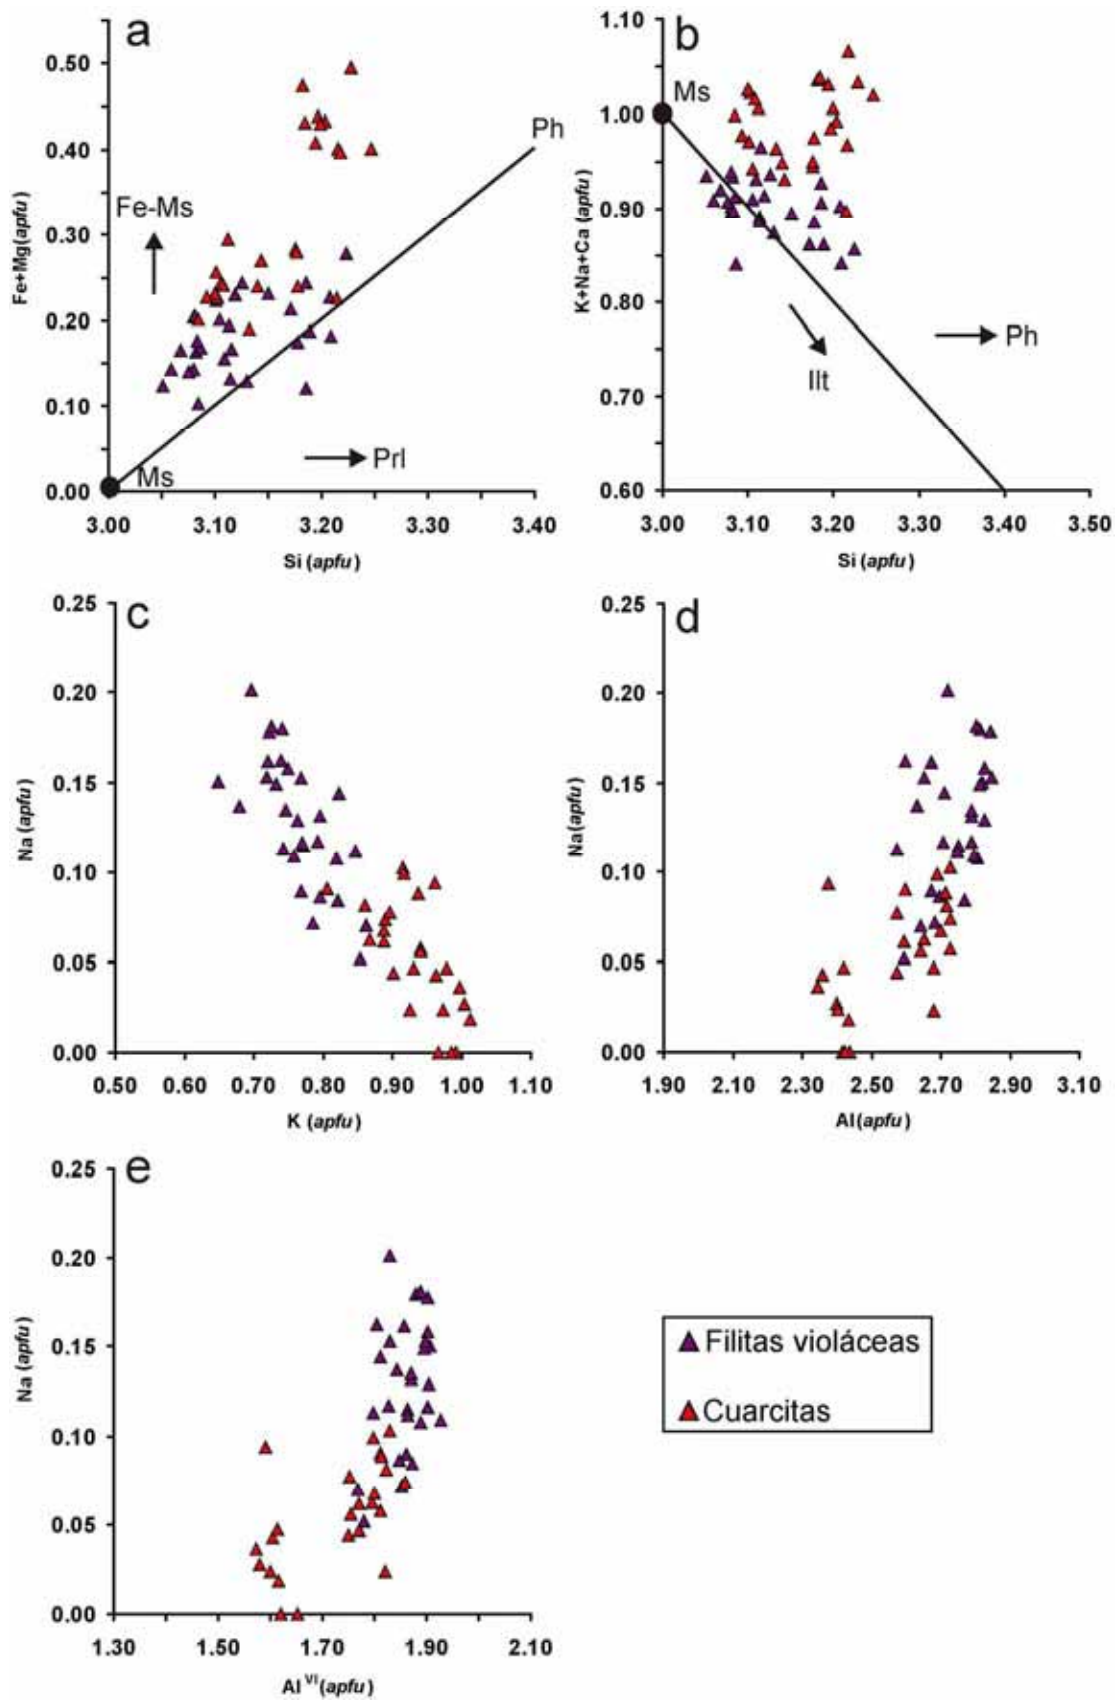 a
0.50
0.40
0.30
0.20
0.10
0.00
Fe+Mg(apfu)
Fe-Ms
Ph
Ms
Prl
3.00 3.10 3.20 3.30 3.40
Si (apfu)
b
1.10
1.00
0.90
0.80
0.70
0.60
K+Na+Ca (apfu)
Ms
Ph
Ilt
3.00 3.10 3.20 3.30 3.40 3.50
Si (apfu)
c
0.25
0.20
0.15
0.10
0.05
0.00
Na (apfu)
0.50 0.60 0.70 0.80 0.90 1.00 1.10
K (apfu)
d
0.25
0.20
0.15
0.10
0.05
0.00
Na(apfu)
1.90 2.10 2.30 2.50 2.70 2.90 3.10
Al(apfu)
e
0.25
0.20
0.15
0.10
0.05
0.00
Na (apfu)
1.30 1.50 1.70 1.90 2.10
Al VI (apfu)
Filitas violáceas
Cuarcitas